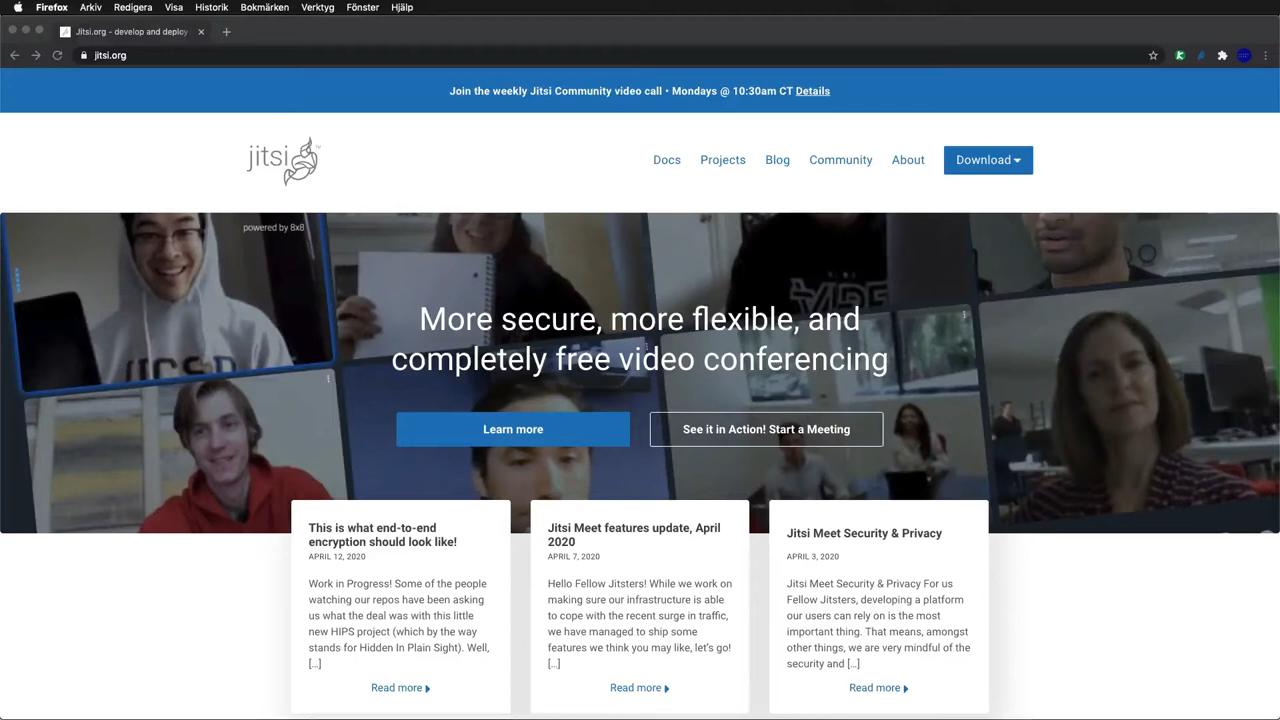 Firefox Arkiv Redigera Visa Historik Bokmärken Verktyg Fönster Hjälp
Jitsi.org - develop and deploy
jitsi.org
Join the weekly Jitsi Community video call • Mondays @ 10:30am CT Details
jitsi
Docs Projects Blog Community About Download
powered by 8x8
More secure, more flexible, and
completely free video conferencing
Learn more
See it in Action! Start a Meeting
This is what end-to-end
encryption should look like!
APRIL 12, 2020
Work in Progress! Some of the people
watching our repos have been asking
us what the deal was with this little
new HIPS project (which by the way
stands for Hidden In Plain Sight). Well,
[...]
Read more
Jitsi Meet features update, April
2020
APRIL 7, 2020
Hello Fellow Jitsters! While we work on
making sure our infrastructure is able
to cope with the recent surge in traffic,
we have managed to ship some
features we think you may like, let's go!
[...]
Read more
Jitsi Meet Security & Privacy
APRIL 3, 2020
Jitsi Meet Security & Privacy For us
Fellow Jitsters, developing a platform
our users can rely on is the most
important thing. That means, amongst
other things, we are very mindful of the
security and [...]
Read more